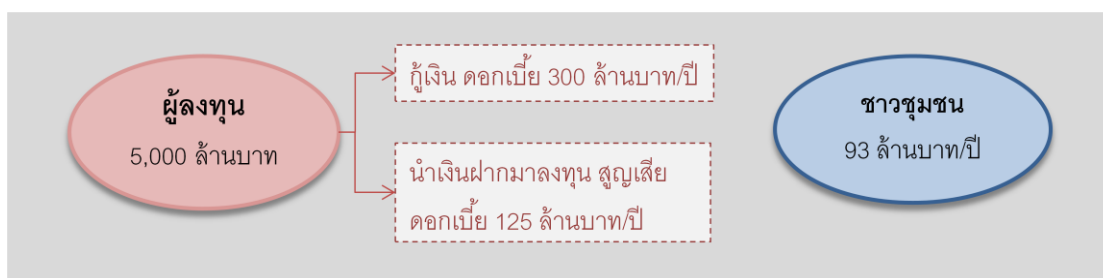 ผู้ลงทุน
5,000 ล้านบาท
กู้เงิน ดอกเบี้ย 300 ล้านบาท/ปี
นำเงินฝากมาลงทุน สูญเสีย
ดอกเบี้ย 125 ล้านบาท/ปี
ชาวชุมชน
93 ล้านบาท/ปี